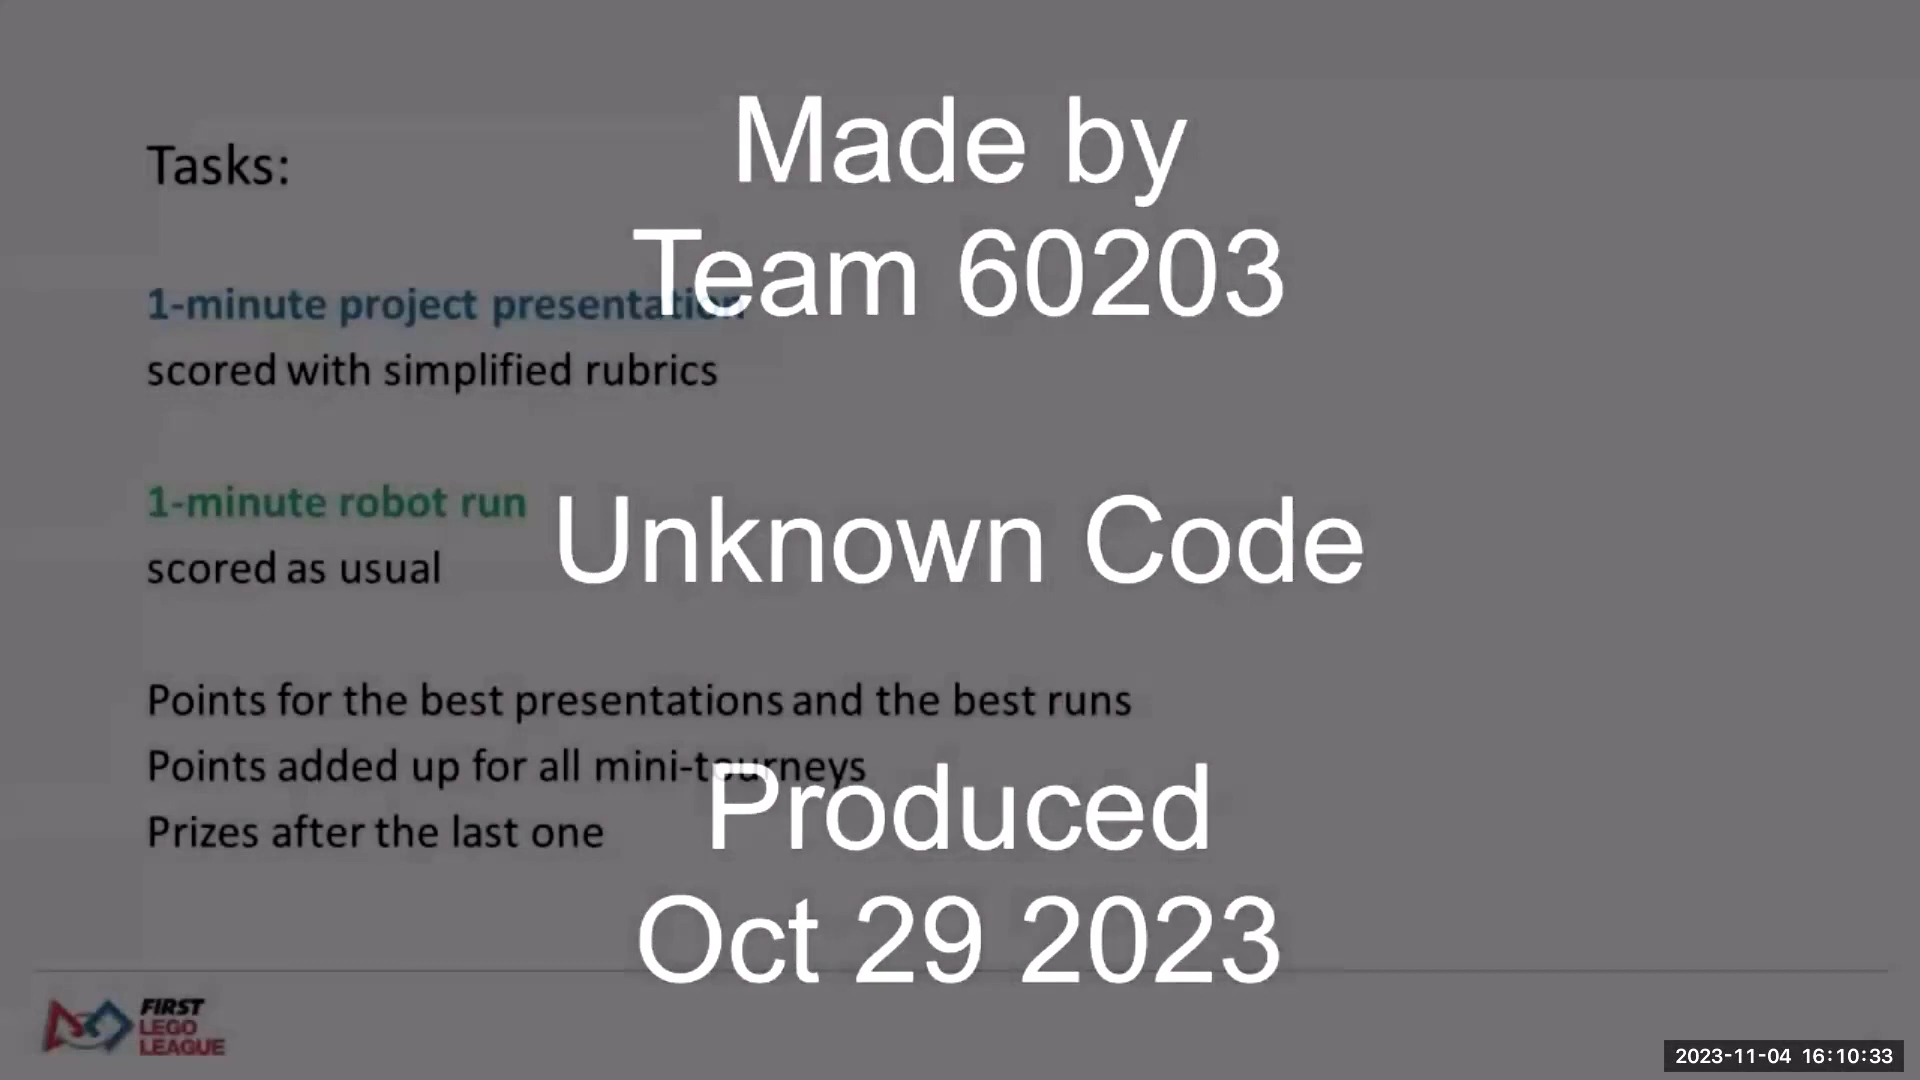 Made by
Team 60203
Unknown Code
Produced
Oct 29 2023
Tasks:
1-minute project presentation
scored with simplified rubrics
1-minute robot run
scored as usual
Points for the best presentations and the best runs
Points added up for all mini-tourneys
Prizes after the last one
FIRST
LEGO
LEAGUE
2023-11-04 16:10:33